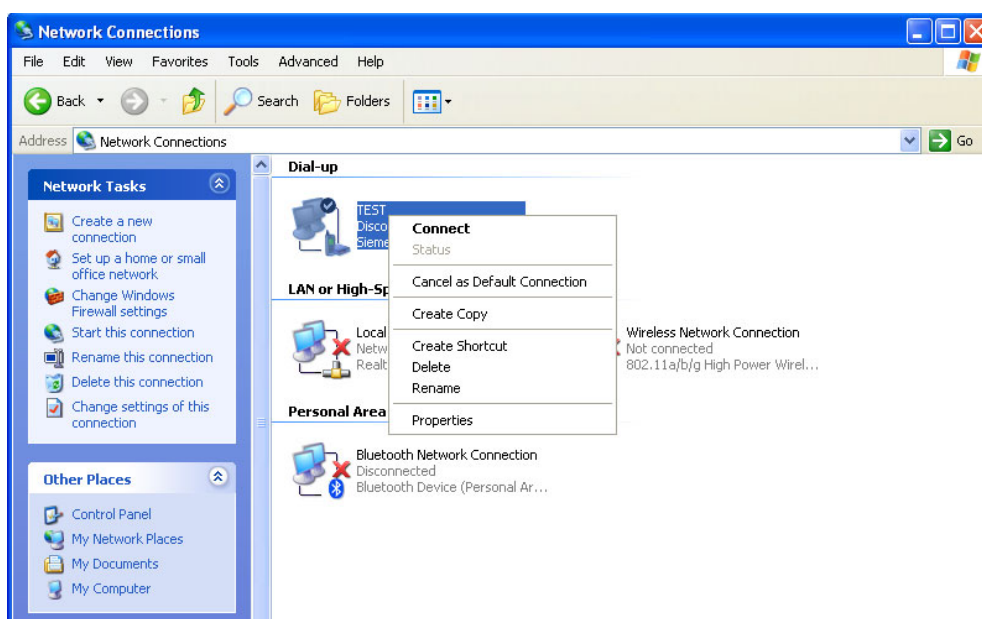 Network Connections
File Edit View Favorites Tools Advanced Help
Back Search Folders
Address Network Connections Go
Network Tasks
Create a new
connection
Set up a home or small
office network
Change Windows
Firewall settings
Start this connection
Rename this connection
Delete this connection
Change settings of this
connection
Other Places
Control Panel
My Network Places
My Documents
My Computer
Dial-up
TEST
Disco
Sieme
Connect
Status
Cancel as Default Connection
Create Copy
Create Shortcut
Delete
Rename
Properties
LAN or High-Sp
Local
Netw
Realt
Wireless Network Connection
Not connected
802.11a/b/g High Power Wirel...
Personal Area
Bluetooth Network Connection
Disconnected
Bluetooth Device (Personal Ar...